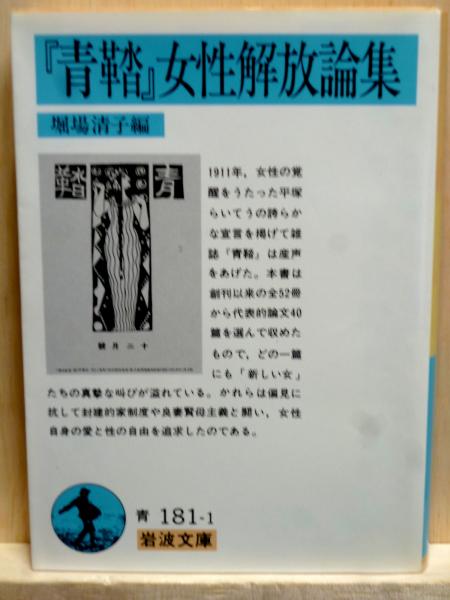 『青鞜』女性解放論集
堀場清子編
青鞜
號月二十
1911年，女性の覚
醒をうたった平塚
らいてうの誇らか
な宣言を掲げて雑
誌「青鞜」は産声
をあげた。本書は
創刊以来の全52冊
から代表的論文40
篇を選んで収めた
もので，どの一篇
にも「新しい女」
たちの真摯な叫びが溢れている。かれらは偏見に
抗して封建的家制度や良妻賢母主義と闘い，女性
自身の愛と性の自由を追求したのである。
青 181-1
岩波文庫